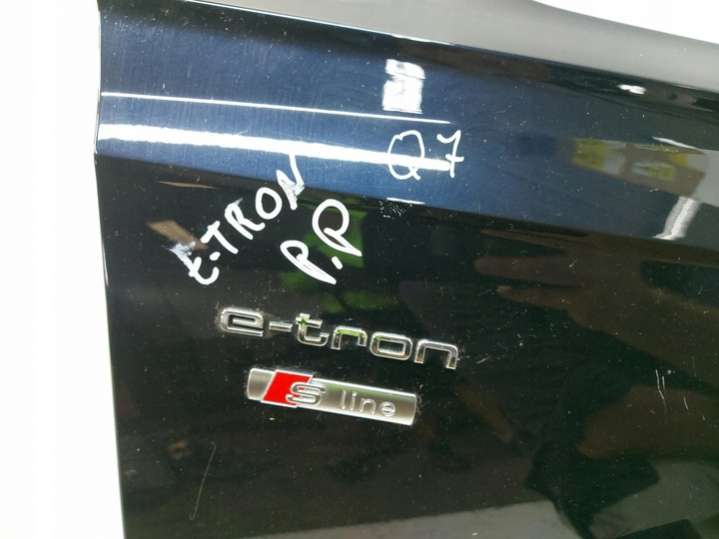 Q7
E-TRON
P.P
e-tron
S line